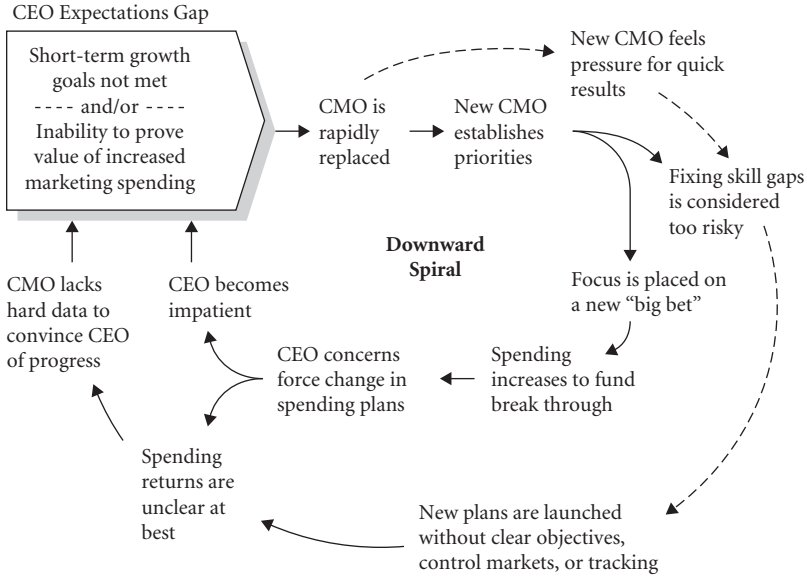 CEO Expectations Gap
Short-term growth
goals not met
---- and/or ----
Inability to prove
value of increased
marketing spending
CMO is
rapidly
replaced
New CMO
establishes
priorities
New CMO feels
pressure for quick
results
Fixing skill gaps
is considered
too risky
Downward
Spiral
Focus is placed on
a new “big bet”
Spending
increases to fund
break through
CEO concerns
force change in
spending plans
CEO becomes
impatient
CMO lacks
hard data to
convince CEO
of progress
Spending
returns are
unclear at
best
New plans are launched
without clear objectives,
control markets, or tracking